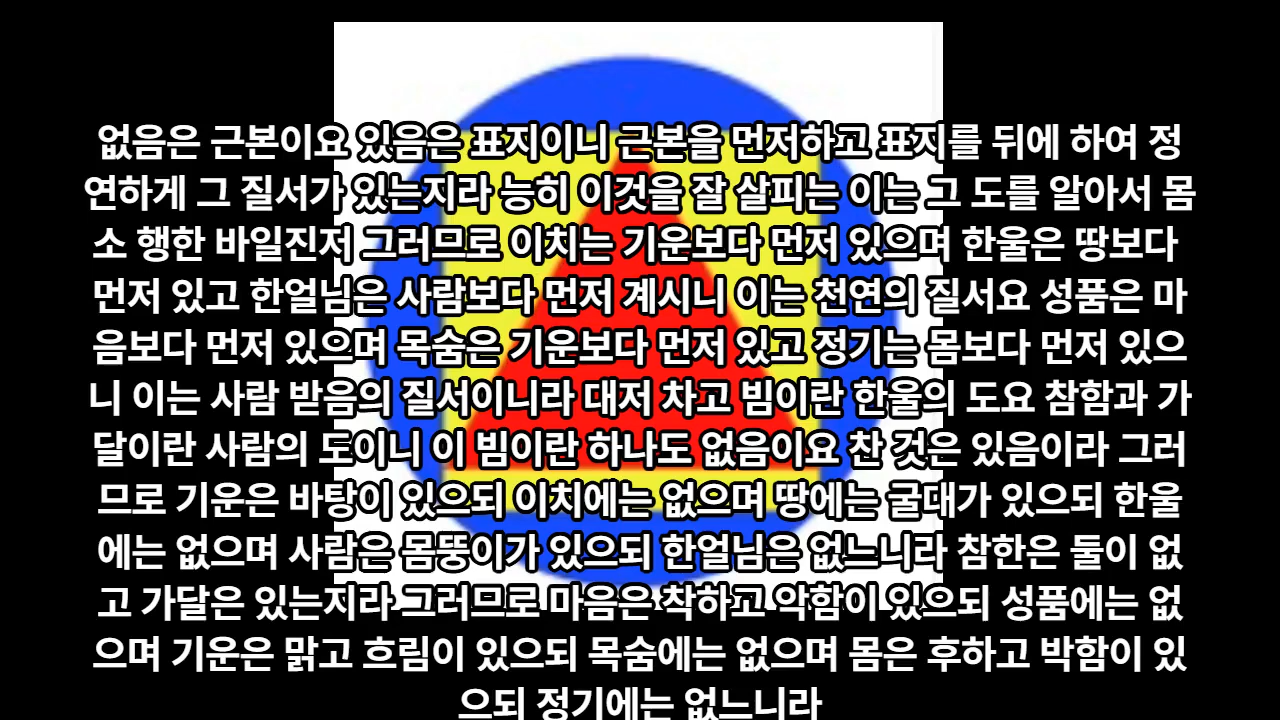 없음은 근본이요 있음은 표지이니 근본을 먼저하고 표지를 뒤에 하여 정
연하게 그 질서가 있는지라 능히 이것을 잘 살피는 이는 그 도를 알아서 몸
소 행한 바일진저 그러므로 이치는 기운보다 먼저 있으며 한울은 땅보다
먼저 있고 한얼님은 사람보다 먼저 계시니 이는 천연의 질서요 성품은 마
음보다 먼저 있으며 목숨은 기운보다 먼저 있고 정기는 몸보다 먼저 있으
니 이는 사람 받음의 질서이니라 대저 차고 빔이란 한울의 도요 참함과 가
달이란 사람의 도이니 이 빔이란 하나도 없음이요 찬 것은 있음이라 그러
므로 기운은 바탕이 있으되 이치에는 없으며 땅에는 굴대가 있으되 한울
에는 없으며 사람은 몸뚱이가 있으되 한얼님은 없느니라 참한은 둘이 없
고 가달은 있는지라 그러므로 마음은 착하고 악함이 있으되 성품에는 없
으며 기운은 맑고 흐림이 있으되 목숨에는 없으며 몸은 후하고 박함이 있
으되 정기에는 없느니라